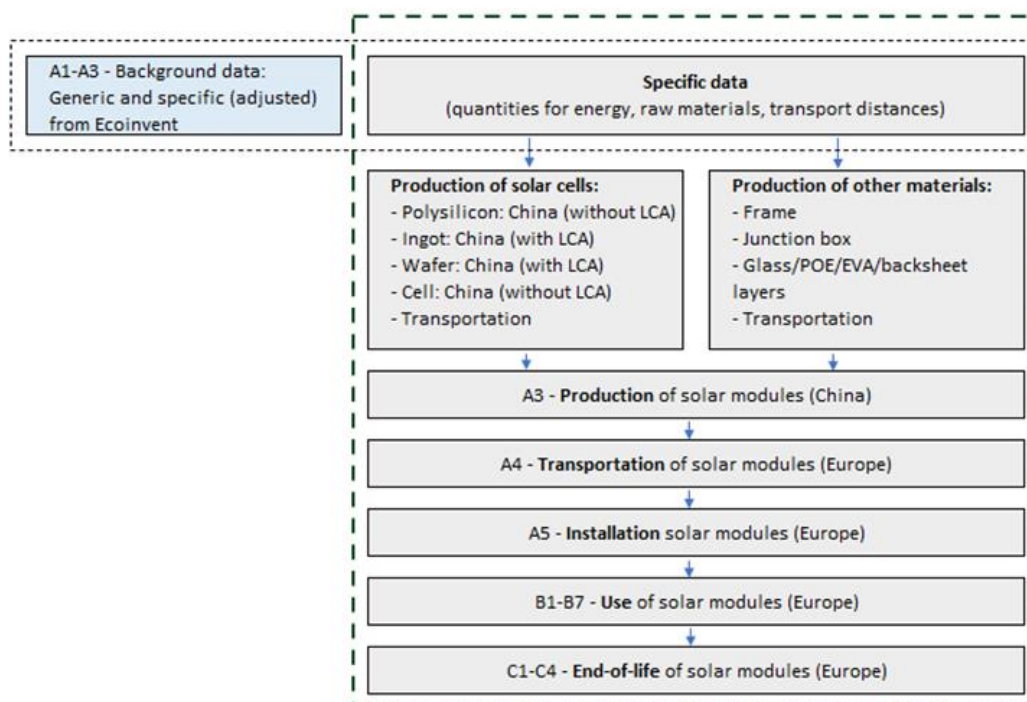 A1-A3 - Background data:
Generic and specific (adjusted)
from Ecoinvent
Specific data
(quantities for energy, raw materials, transport distances)
Production of solar cells:
- Polysilicon: China (without LCA)
- Ingot: China (with LCA)
- Wafer: China (with LCA)
- Cell: China (without LCA)
- Transportation
Production of other materials:
- Frame
- Junction box
- Glass/POE/EVA/backsheet
layers
- Transportation
A3 - Production of solar modules (China)
A4 - Transportation of solar modules (Europe)
A5 - Installation solar modules (Europe)
B1-B7 - Use of solar modules (Europe)
C1-C4 - End-of-life of solar modules (Europe)